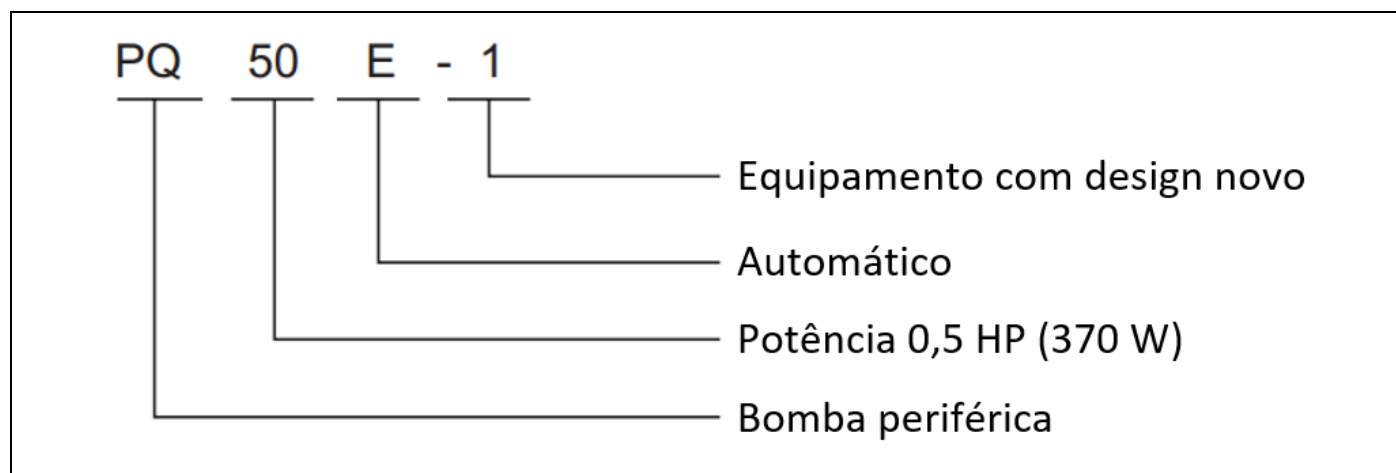 PQ 50 E - 1
Equipamento com design novo
Automático
Potência 0,5 HP (370 W)
Bomba periférica